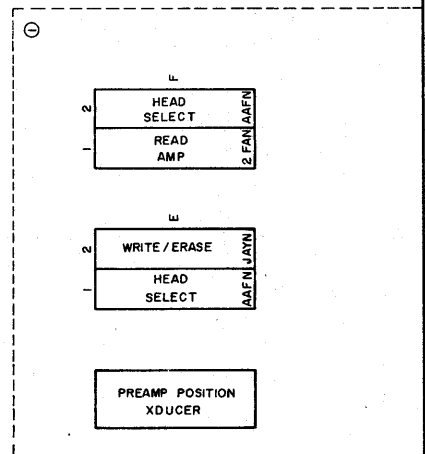 1
F
2
HEAD
SELECT
AAFN
1
READ
AMP
2 FAN
E
2
WRITE / ERASE
JAYN
1
HEAD
SELECT
AAFN
PREAMP POSITION
XDUCER